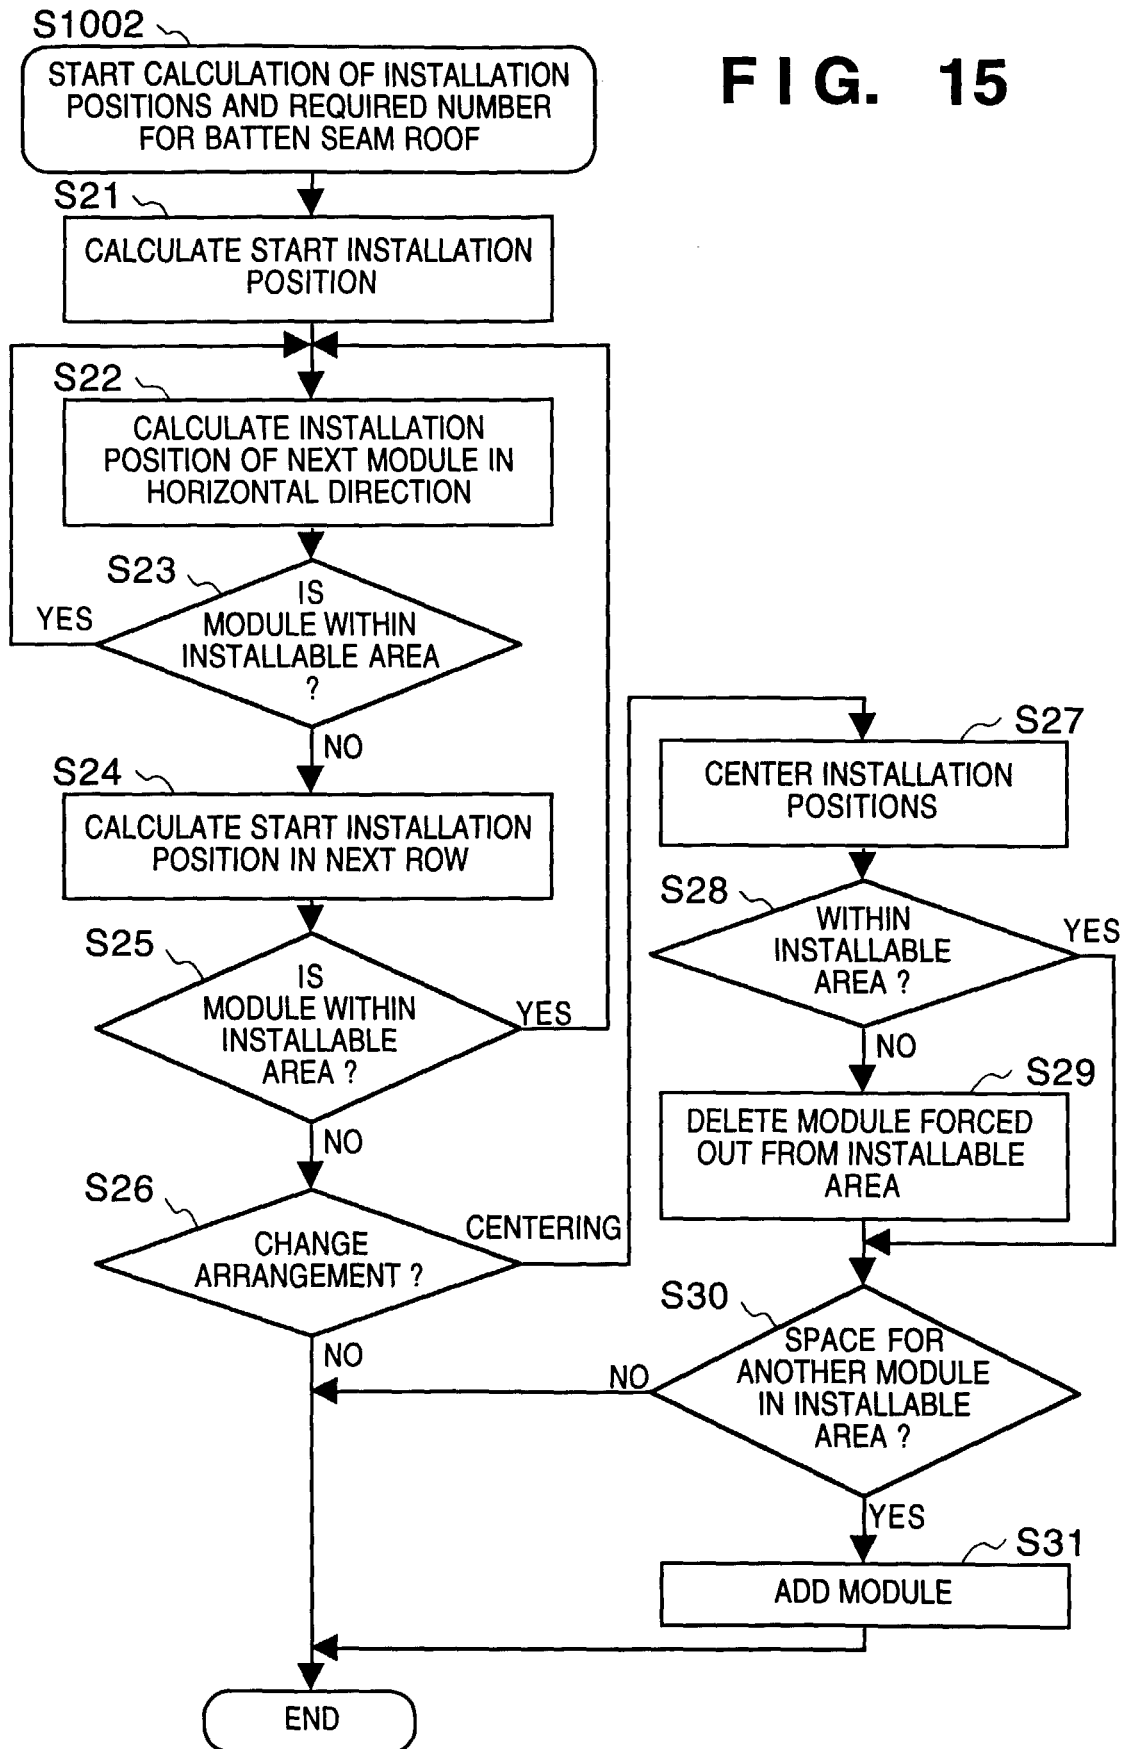 FIG. 15
S1002
START CALCULATION OF INSTALLATION
POSITIONS AND REQUIRED NUMBER
FOR BATTEN SEAM ROOF
S21
CALCULATE START INSTALLATION
POSITION
S22
CALCULATE INSTALLATION
POSITION OF NEXT MODULE IN
HORIZONTAL DIRECTION
S23
IS
MODULE WITHIN
INSTALLABLE AREA
?
YES
NO
S24
CALCULATE START INSTALLATION
POSITION IN NEXT ROW
S25
IS
MODULE WITHIN
INSTALLABLE
AREA ?
YES
NO
S26
CHANGE
ARRANGEMENT ?
CENTERING
NO
S27
CENTER INSTALLATION
POSITIONS
S28
WITHIN
INSTALLABLE
AREA ?
YES
NO
S29
DELETE MODULE FORCED
OUT FROM INSTALLABLE
AREA
S30
SPACE FOR
ANOTHER MODULE
IN INSTALLABLE
AREA ?
NO
YES
S31
ADD MODULE
END